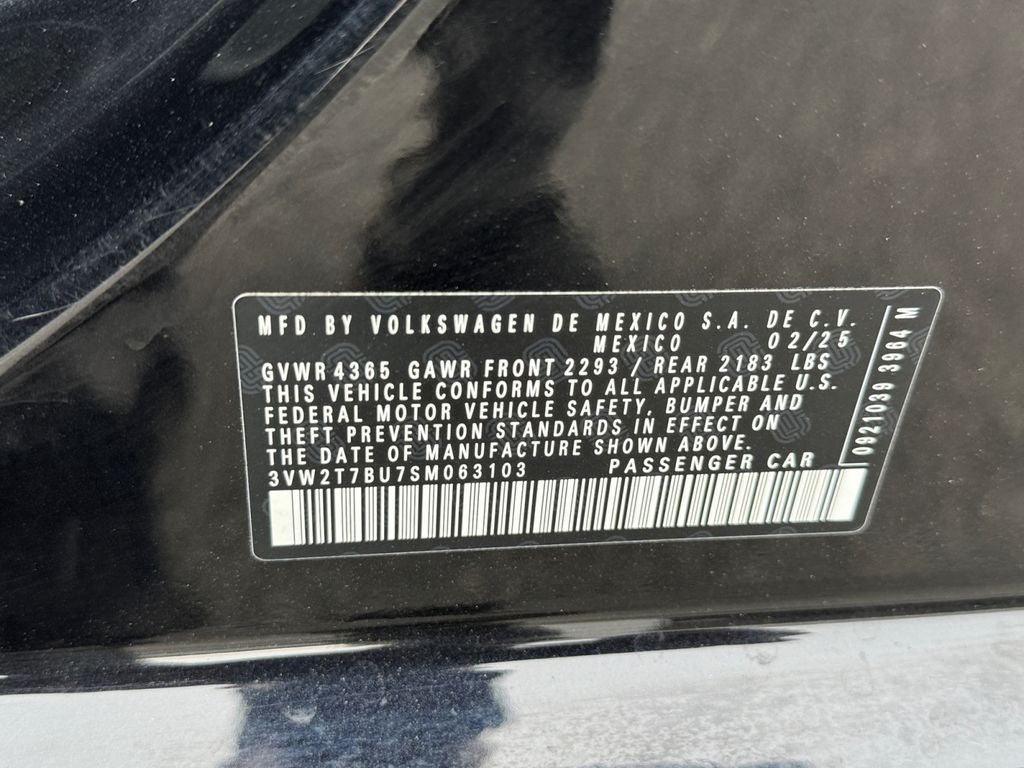 MFD BY VOLKSWAGEN DE MEXICO S.A. DE C.V.
MEXICO 02/25
GVWR 4365 GAWR FRONT 2293 / REAR 2183 LBS
THIS VEHICLE CONFORMS TO ALL APPLICABLE U.S.
FEDERAL MOTOR VEHICLE SAFETY, BUMPER AND
THEFT PREVENTION STANDARDS IN EFFECT ON
THE DATE OF MANUFACTURE SHOWN ABOVE.
3VW2T7BU7SM063103 PASSENGER CAR
0921039 3964 M